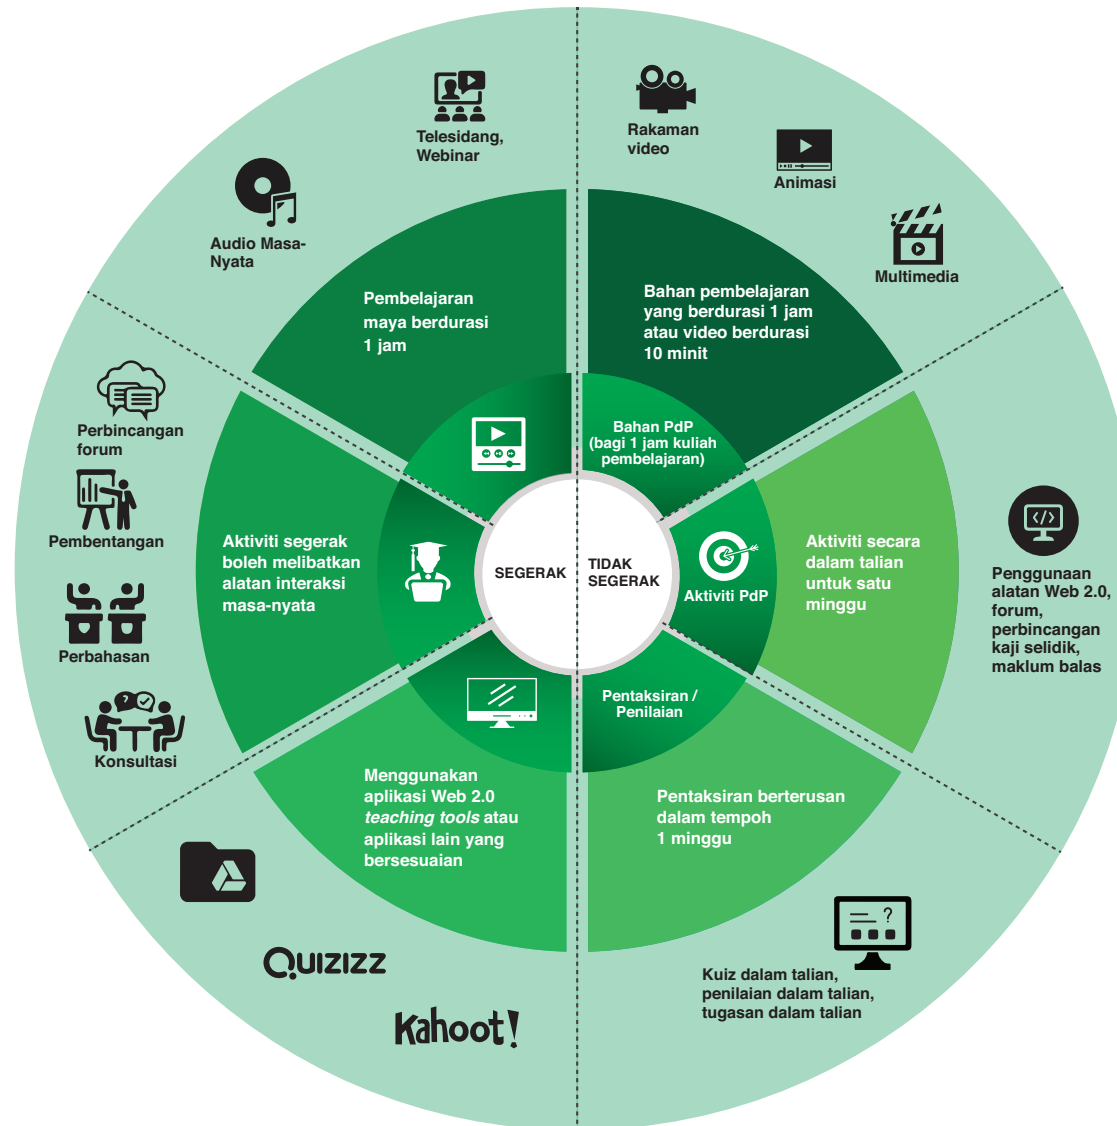 Telesidang,
Webinar
Audio Masa-
Nyata
Rakaman
video
Animasi
Multimedia
Pembelajaran
maya berdurasi
1 jam
Bahan pembelajaran
yang berdurasi 1 jam
atau video berdurasi
10 minit
Perbincangan
forum
Pembentangan
Perbahasan
Konsultasi
Aktiviti segerak
boleh melibatkan
alatan interaksi
masa-nyata
Bahan PdP
(bagi 1 jam kuliah
pembelajaran)
SEGERAK
TIDAK
SEGERAK
Aktiviti PdP
Pentaksiran /
Penilaian
Aktiviti secara
dalam talian
untuk satu
minggu
</>
Penggunaan
alatan Web 2.0,
forum,
perbincangan
kaji selidik,
maklum balas
Menggunakan
aplikasi Web 2.0
teaching tools atau
aplikasi lain yang
bersesuaian
Pentaksiran berterusan
dalam tempoh
1 minggu
QUIZIZZ
Kahoot!
?
Kuiz dalam talian,
penilaian dalam talian,
tugasan dalam talian